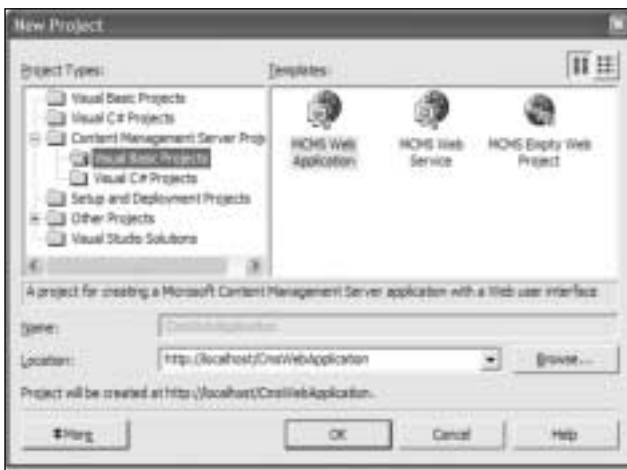 New Project
Project Types:
Templates:
Visual Basic Projects
Visual C# Projects
Content Management Server Proj
Visual Basic Projects
Visual C# Projects
Setup and Deployment Projects
Other Projects
Visual Studio Solutions
MCMS Web Application
MCMS Web Service
MCMS Empty Web Project
A project for creating a Microsoft Content Management Server application with a Web user interface
Name:
CmsWebApplication
Location:
http://localhost/CmsWebApplication
Browse...
Project will be created at http://localhost/CmsWebApplication.
More
OK
Cancel
Help